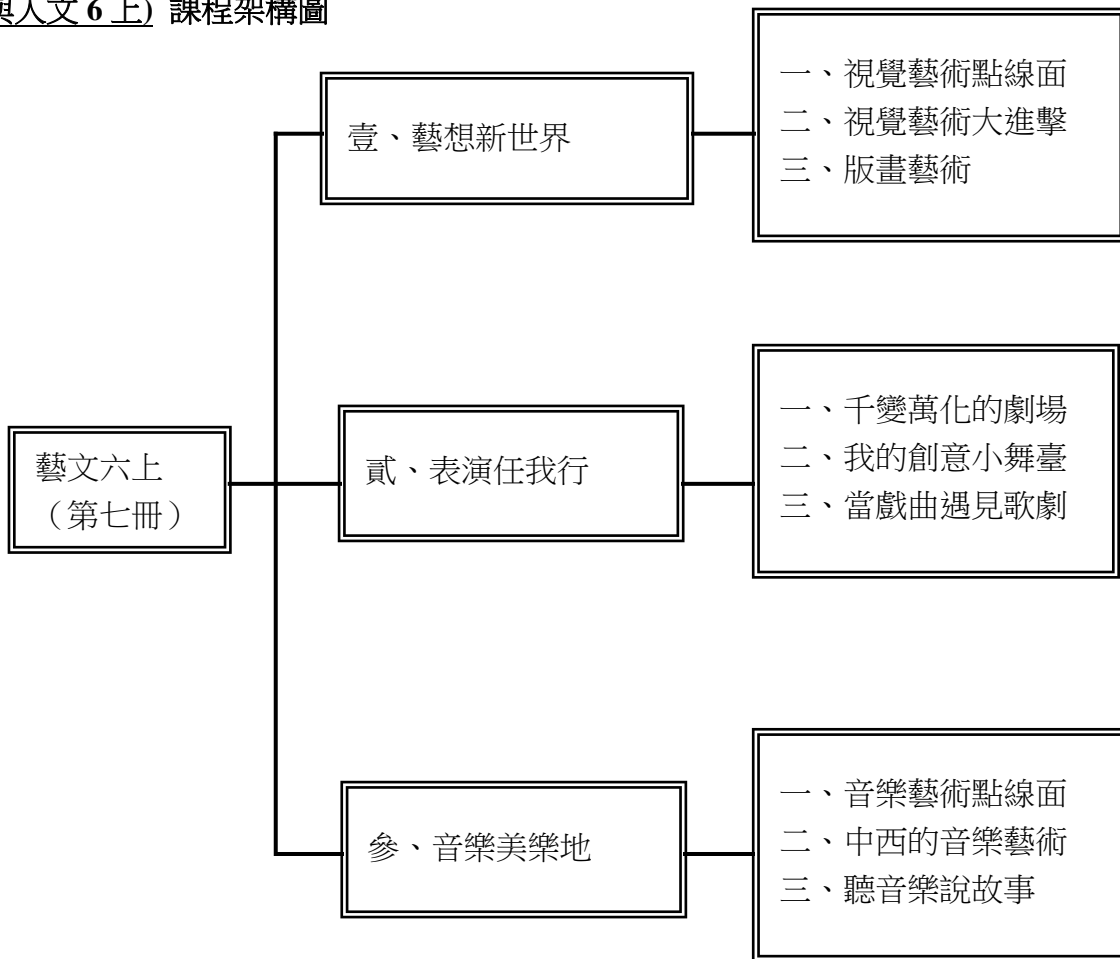 與人文 6 上) 課程架構圖
藝文六上
（第七冊）
壹、藝想新世界
一、視覺藝術點線面
二、視覺藝術大進擊
三、版畫藝術
貳、表演任我行
一、千變萬化的劇場
二、我的創意小舞臺
三、當戲曲遇見歌劇
參、音樂美樂地
一、音樂藝術點線面
二、中西的音樂藝術
三、聽音樂說故事